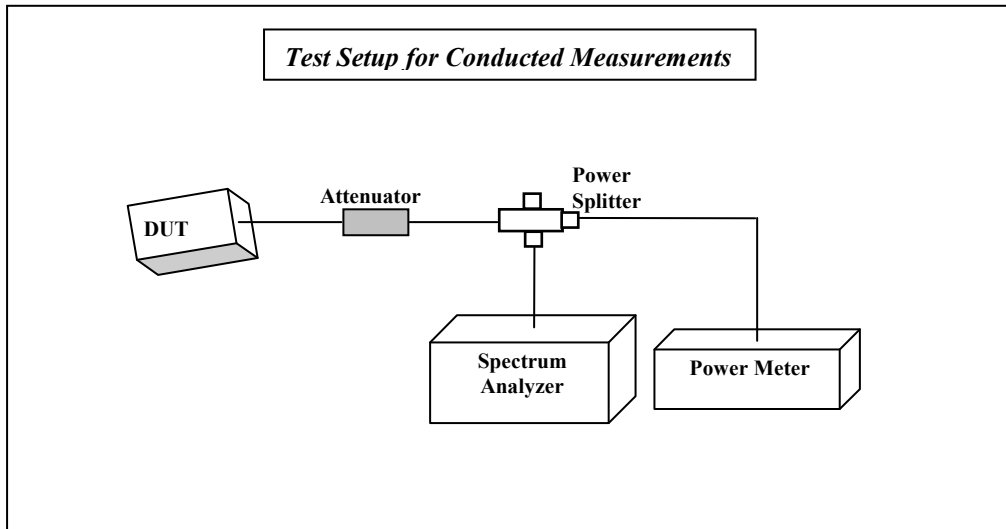 Test Setup for Conducted Measurements
Power
Splitter
Attenuator
DUT
Spectrum
Analyzer
Power Meter